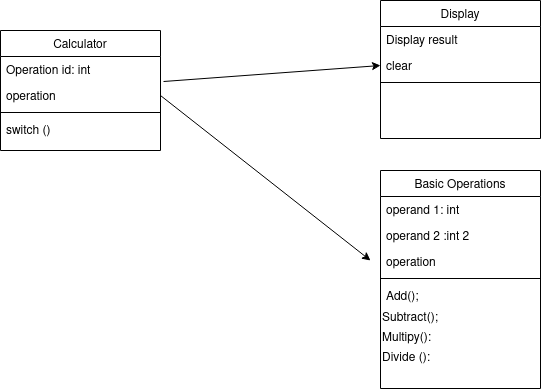 Calculator
Operation id: int
operation
switch ()
Display
Display result
clear
Basic Operations
operand 1: int
operand 2 :int 2
operation
Add();
Subtract();
Multipy():
Divide ():